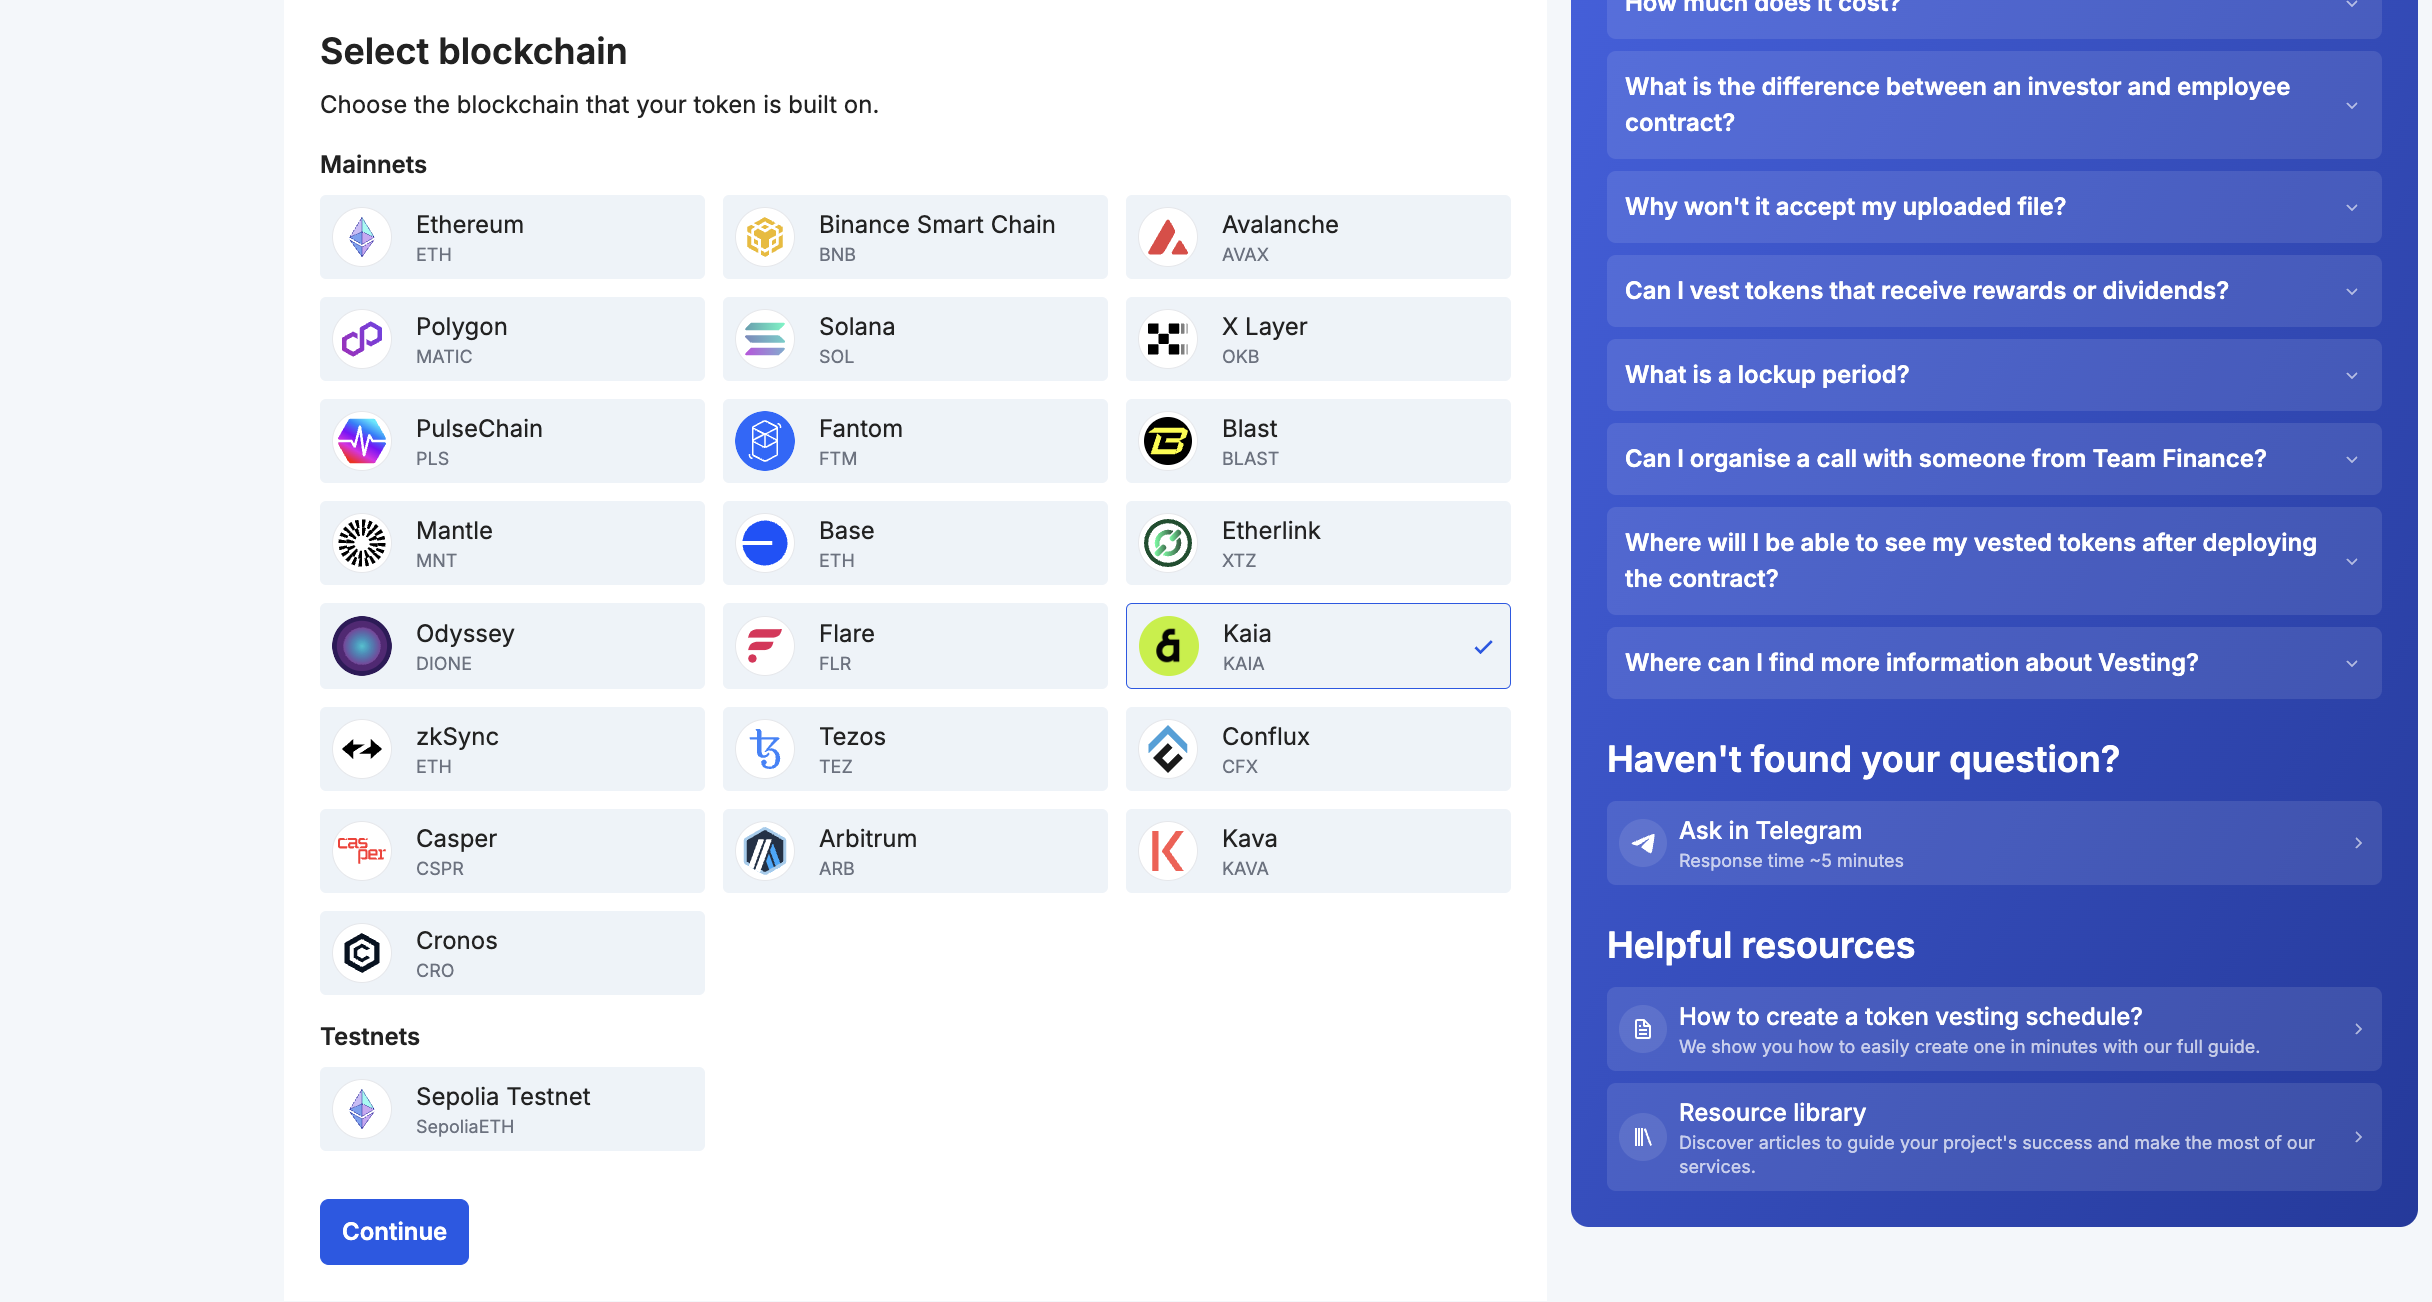 Select blockchain
Choose the blockchain that your token is built on.
Mainnets
Ethereum
ETH
Binance Smart Chain
BNB
Avalanche
AVAX
Polygon
MATIC
Solana
SOL
X Layer
OKB
PulseChain
PLS
Fantom
FTM
Blast
BLAST
Mantle
MNT
Base
ETH
Etherlink
XTZ
Odyssey
DIONE
Flare
FLR
Kaia
KAIA
zkSync
ETH
Tezos
TEZ
Conflux
CFX
casper
Casper
CSPR
Arbitrum
ARB
Kava
KAVA
Cronos
CRO
Testnets
Sepolia Testnet
SepoliaETH
Continue
How much does it cost?
What is the difference between an investor and employee
contract?
Why won't it accept my uploaded file?
Can I vest tokens that receive rewards or dividends?
What is a lockup period?
Can I organise a call with someone from Team Finance?
Where will I be able to see my vested tokens after deploying
the contract?
Where can I find more information about Vesting?
Haven't found your question?
Ask in Telegram
Response time ~5 minutes
Helpful resources
How to create a token vesting schedule?
We show you how to easily create one in minutes with our full guide.
Resource library
Discover articles to guide your project's success and make the most of our
services.